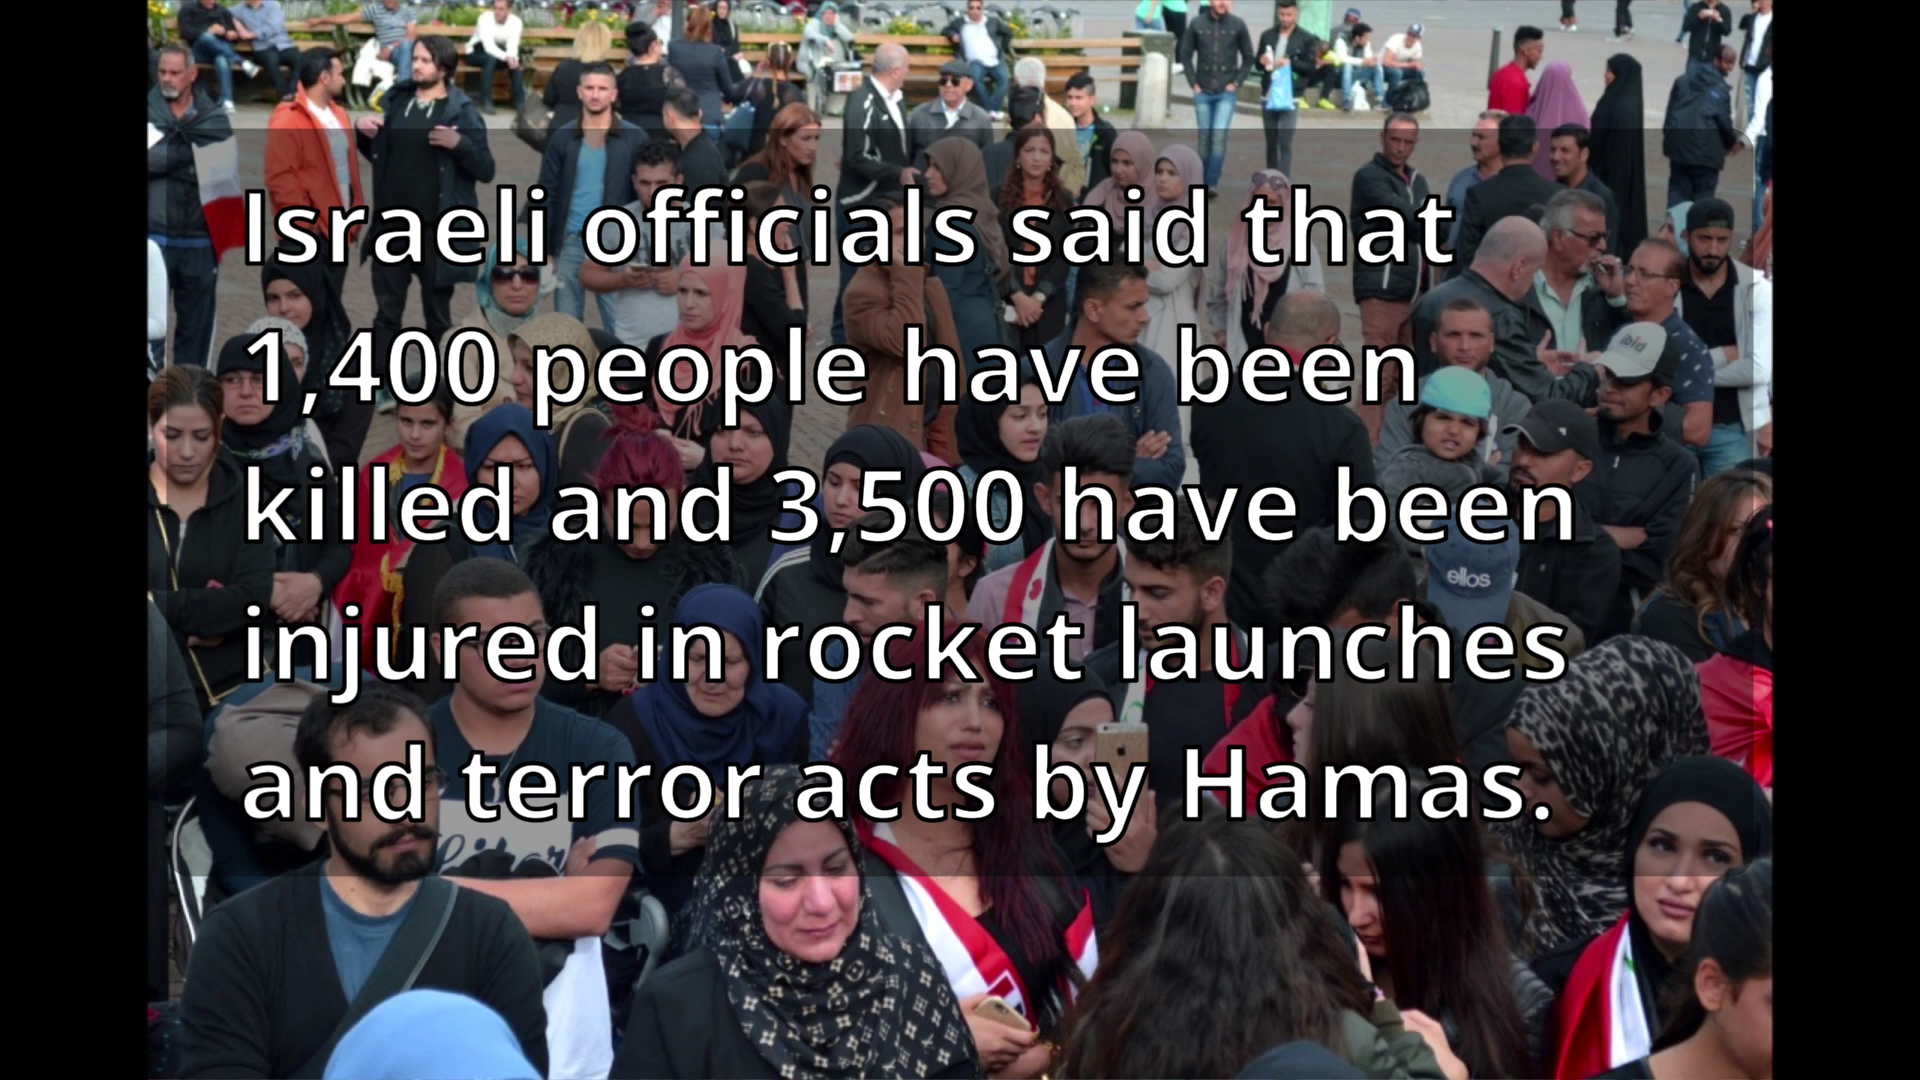 Israeli officials said that
1,400 people have been
killed and 3,500 have been
injured in rocket launches
and terror acts by Hamas.
ibid
ellos